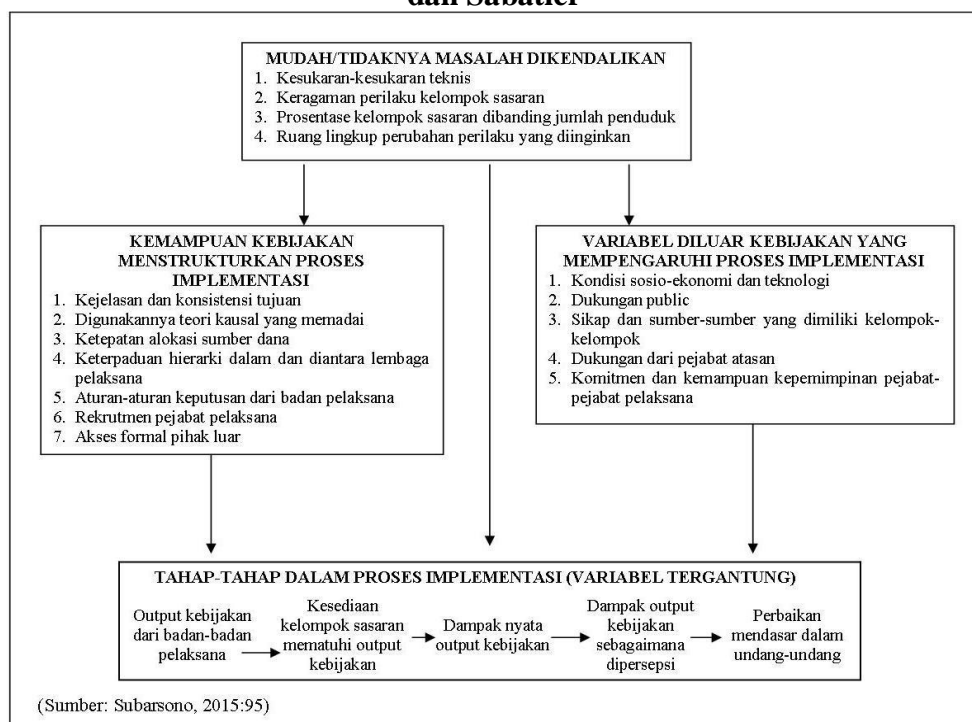 dan Sabatier
MUDAH/TIDAKNYA MASALAH DIKENDALIKAN
1. Kesukaran-kesukaran teknis
2. Keragaman perilaku kelompok sasaran
3. Prosentase kelompok sasaran dibanding jumlah penduduk
4. Ruang lingkup perubahan perilaku yang diinginkan
KEMAMPUAN KEBIJAKAN
MENSTRUKTURKAN PROSES
IMPLEMENTASI
1. Kejelasan dan konsistensi tujuan
2. Digunakannya teori kausal yang memadai
3. Ketepatan alokasi sumber dana
4. Keterpaduan hierarki dalam dan diantara lembaga
pelaksana
5. Aturan-aturan keputusan dari badan pelaksana
6. Rekrutmen pejabat pelaksana
7. Akses formal pihak luar
VARIABEL DILUAR KEBIJAKAN YANG
MEMPENGARUHI PROSES IMPLEMENTASI
1. Kondisi sosio-ekonomi dan teknologi
2. Dukungan public
3. Sikap dan sumber-sumber yang dimiliki kelompok-
kelompok
4. Dukungan dari pejabat atasan
5. Komitmen dan kemampuan kepemimpinan pejabat-
pejabat pelaksana
TAHAP-TAHAP DALAM PROSES IMPLEMENTASI (VARIABEL TERGANTUNG)
Output kebijakan
dari badan-badan
pelaksana
Kesediaan
kelompok sasaran
mematuhi output
kebijakan
Dampak nyata
output kebijakan
Dampak output
kebijakan
sebagaimana
dipersepsi
Perbaikan
mendasar dalam
undang-undang
(Sumber: Subarsono, 2015:95)